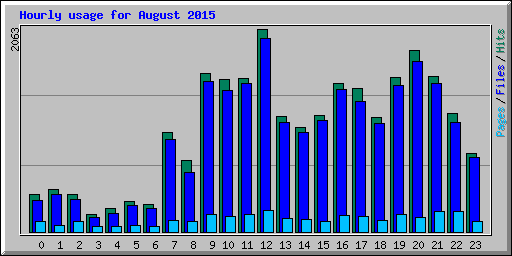 Hourly usage for August 2015
2063
Pages / Files / Hits
0 1 2 3 4 5 6 7 8 9 10 11 12 13 14 15 16 17 18 19 20 21 22 23